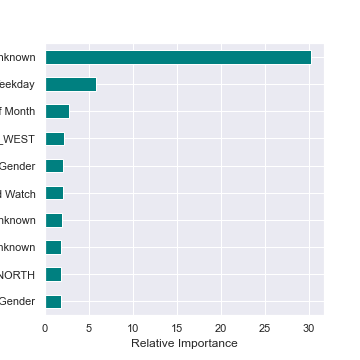 nknown
eekday
f Month
_WEST
Gender
d Watch
nknown
nknown
NORTH
Gender
0 5 10 15 20 25 30
Relative Importance